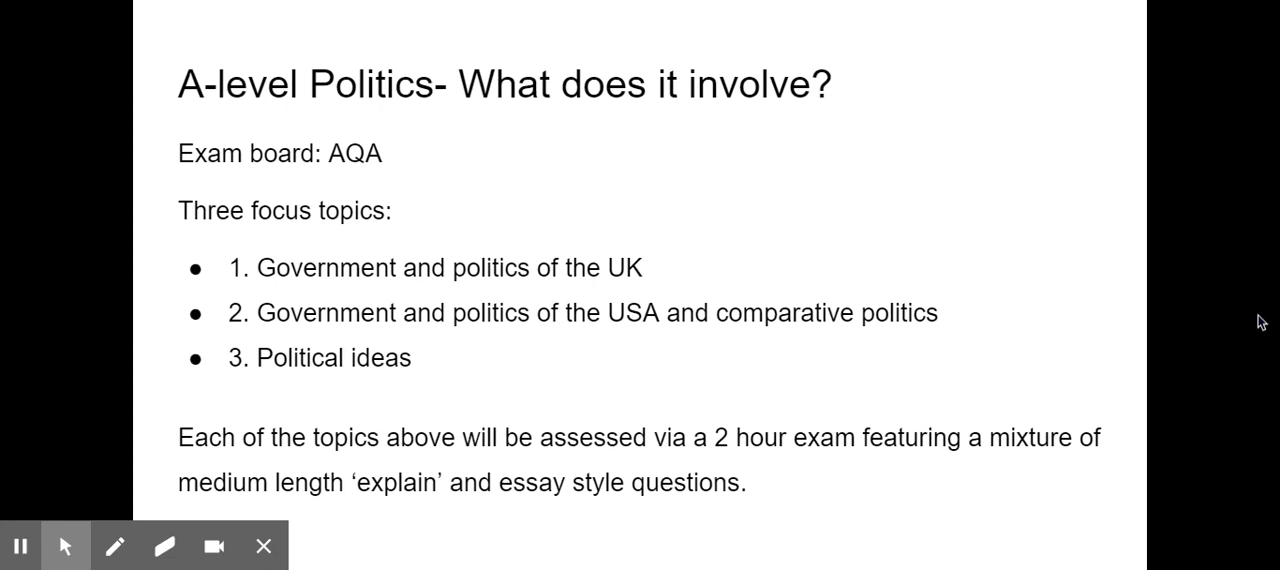 A-level Politics- What does it involve?
Exam board: AQA
Three focus topics:
● 1. Government and politics of the UK
● 2. Government and politics of the USA and comparative politics
● 3. Political ideas
Each of the topics above will be assessed via a 2 hour exam featuring a mixture of
medium length ‘explain’ and essay style questions.